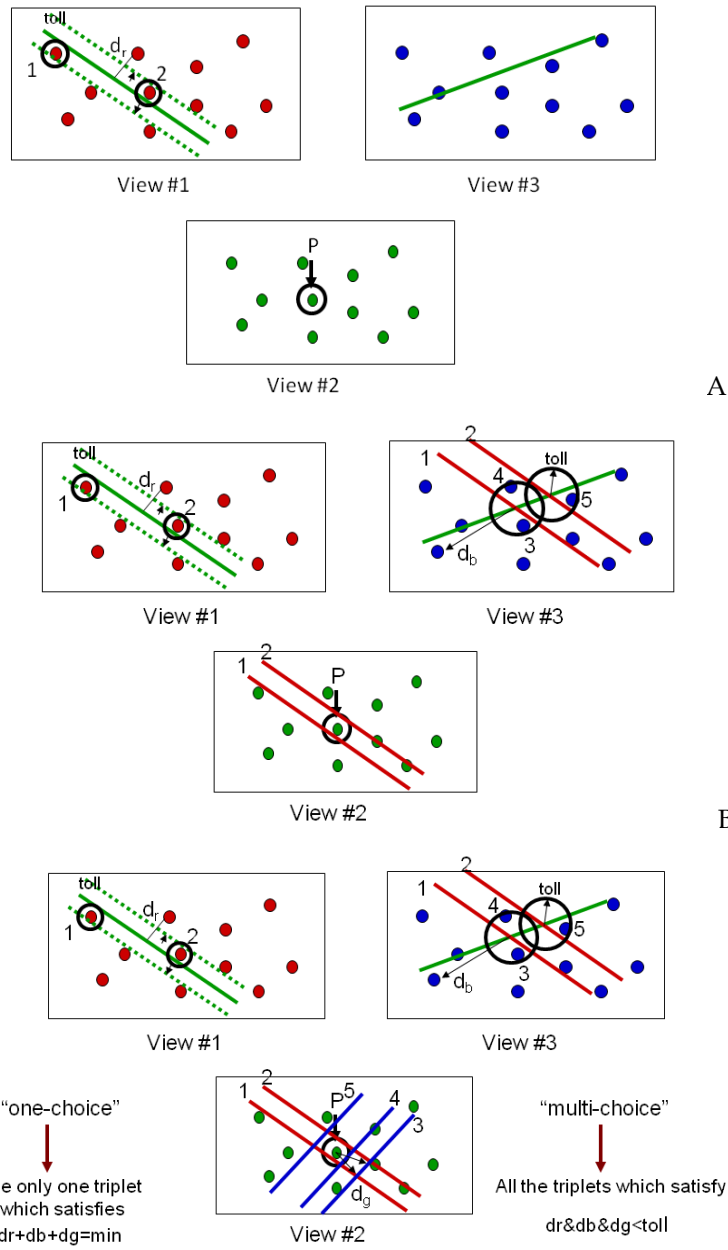 toll
dr
1
2
View #1
View #3
P
View #2
A
toll
dr
1
2
View #1
2
1
4
toll
5
3
db
View #3
2
1
P
View #2
B
toll
dr
1
2
View #1
2
1
4
toll
5
3
db
View #3
"one-choice"
e only one triplet
which satisfies
dr+db+dg=min
2
1
P
5
4
3
dg
View #2
"multi-choice"
All the triplets which satisfy
dr&db&dg<toll